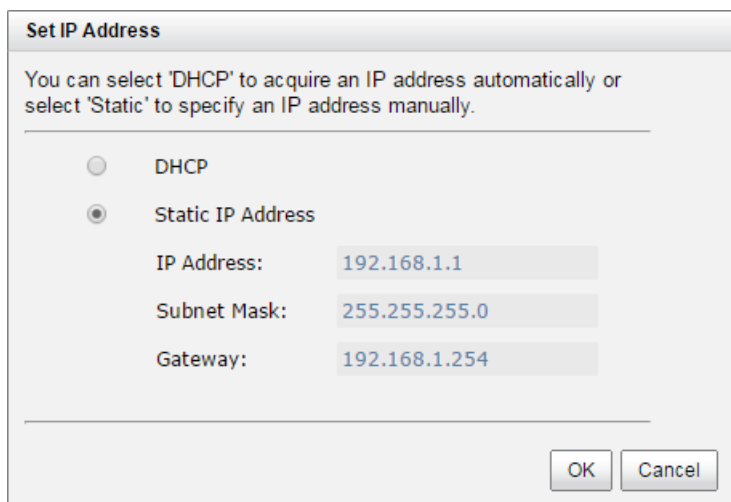 Set IP Address
You can select 'DHCP' to acquire an IP address automatically or
select 'Static' to specify an IP address manually.
DHCP
Static IP Address
IP Address: 192.168.1.1
Subnet Mask: 255.255.255.0
Gateway: 192.168.1.254
OK Cancel